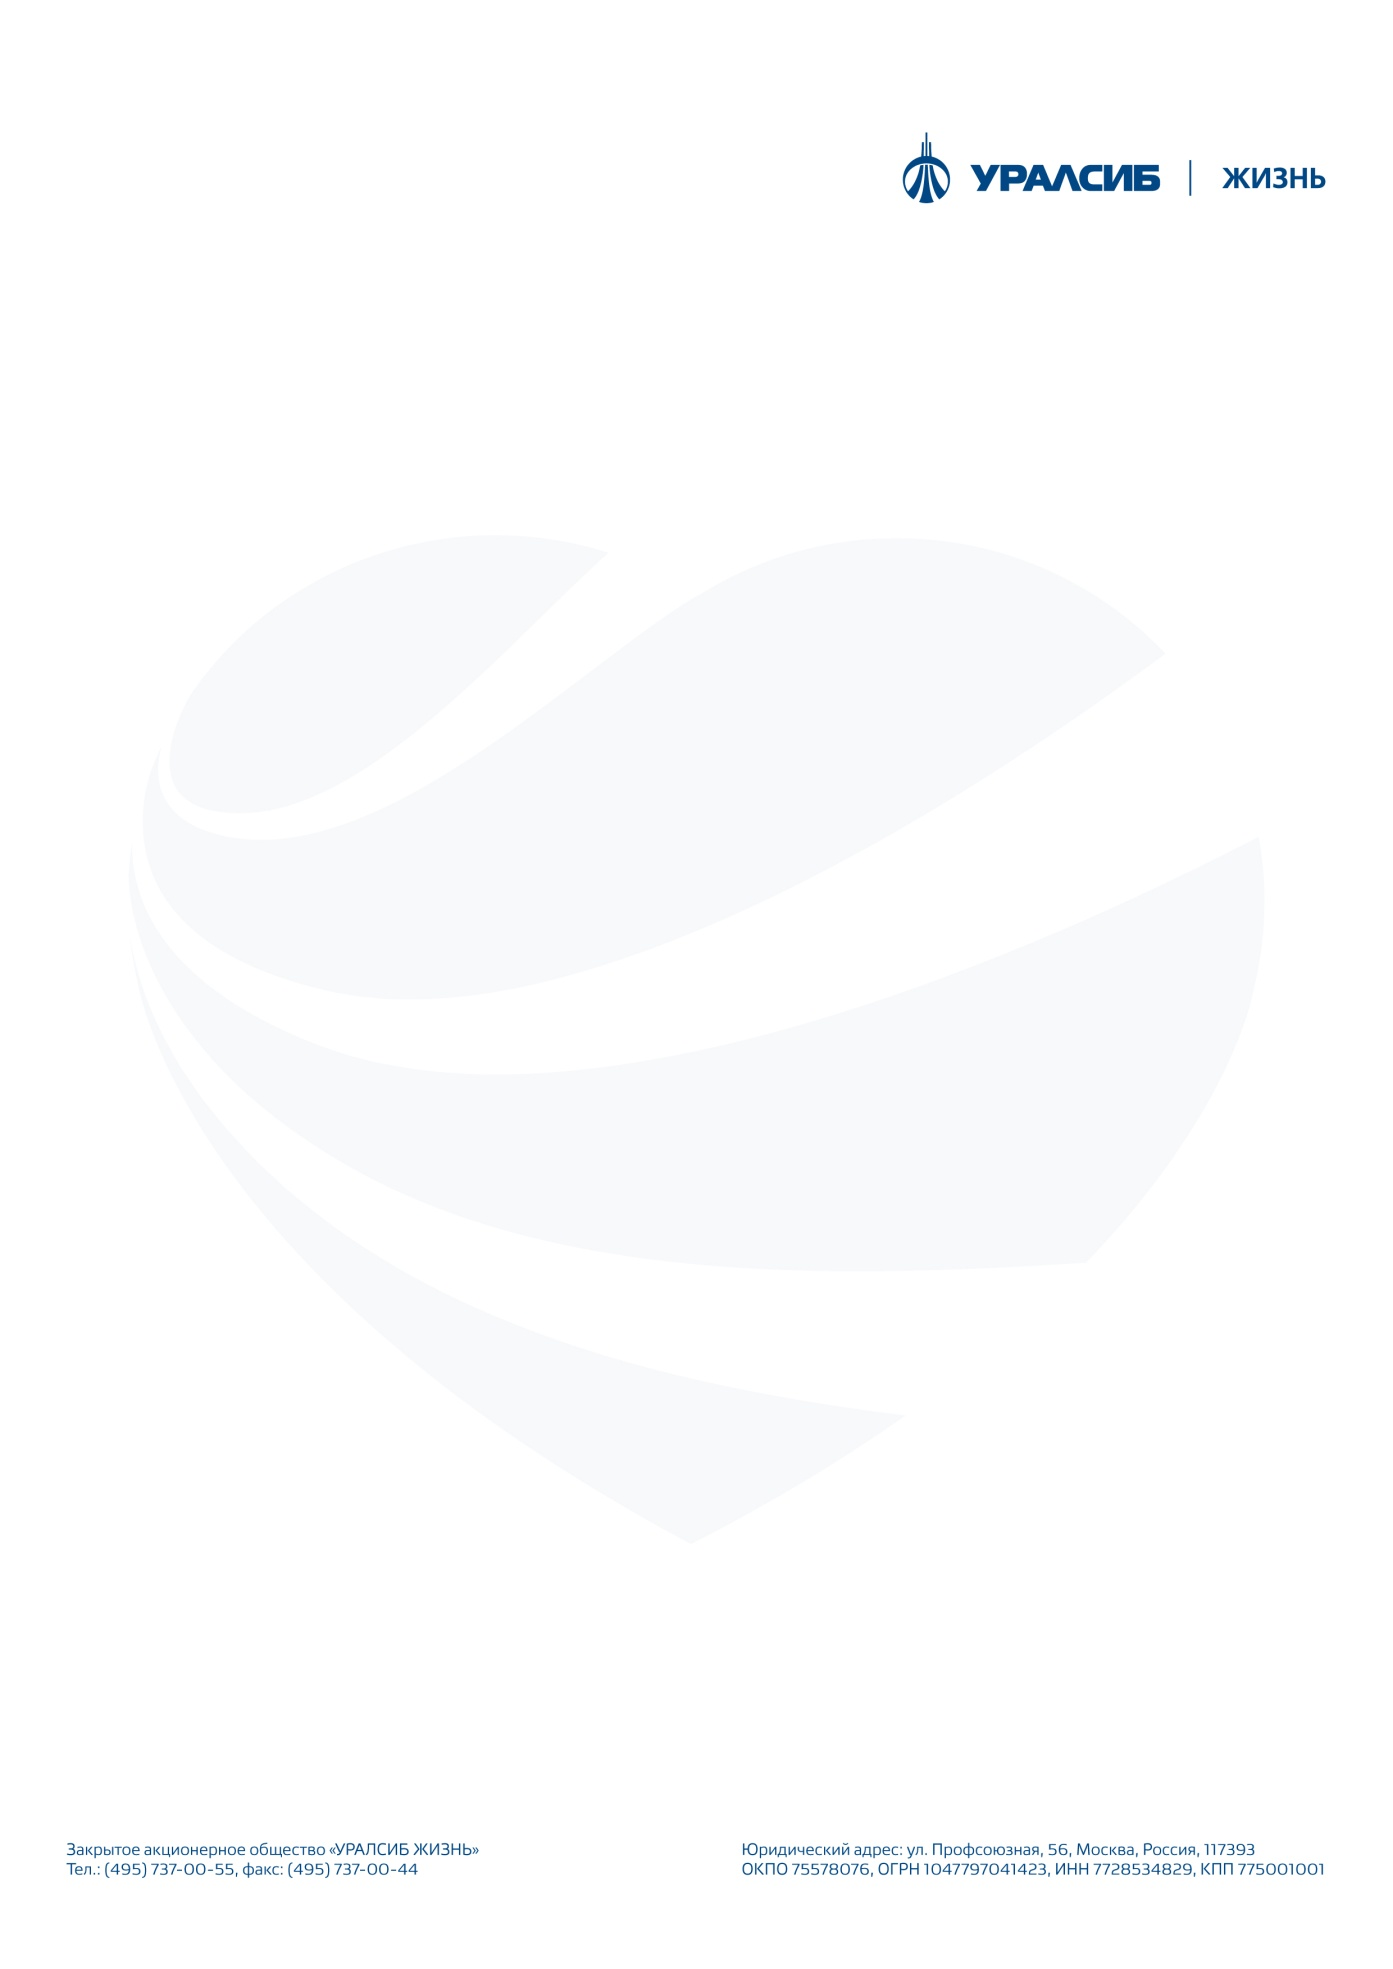 УРАЛСИБ | ЖИЗНЬ
Закрытое акционерное общество «УРАЛСИБ ЖИЗНЬ»
Тел.: (495) 737-00-55, факс: (495) 737-00-44
Юридический адрес: ул. Профсоюзная, 56, Москва, Россия, 117393
ОКПО 75578076, ОГРН 1047797041423, ИНН 7728534829, КПП 775001001